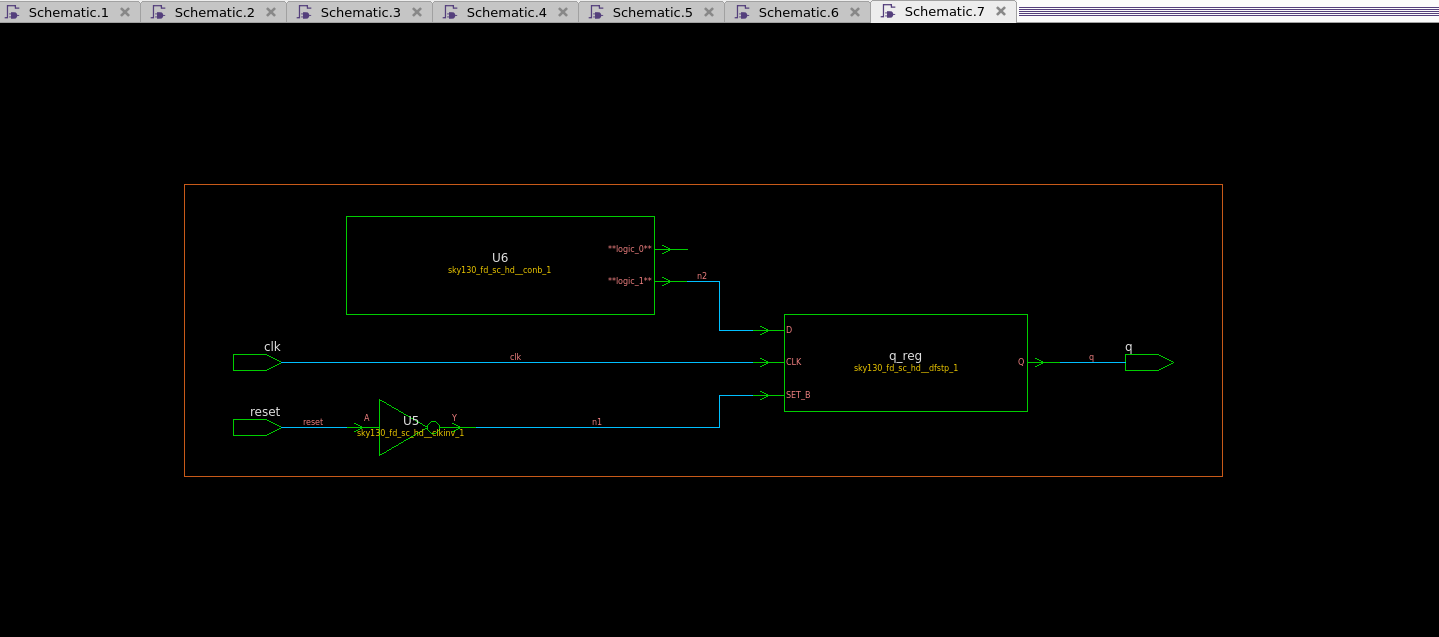 Schematic.1 Schematic.2 Schematic.3 Schematic.4 Schematic.5 Schematic.6 Schematic.7
U6
sky130_fd_sc_hd__conb_1
**logic_0**
**logic_1**
n2
D
clk
clk
CLK
q_reg
sky130_fd_sc_hd__dfstp_1
Q
q
q
SET_B
reset
reset
A
U5
sky130_fd_sc_hd__clkinv_1
Y
n1